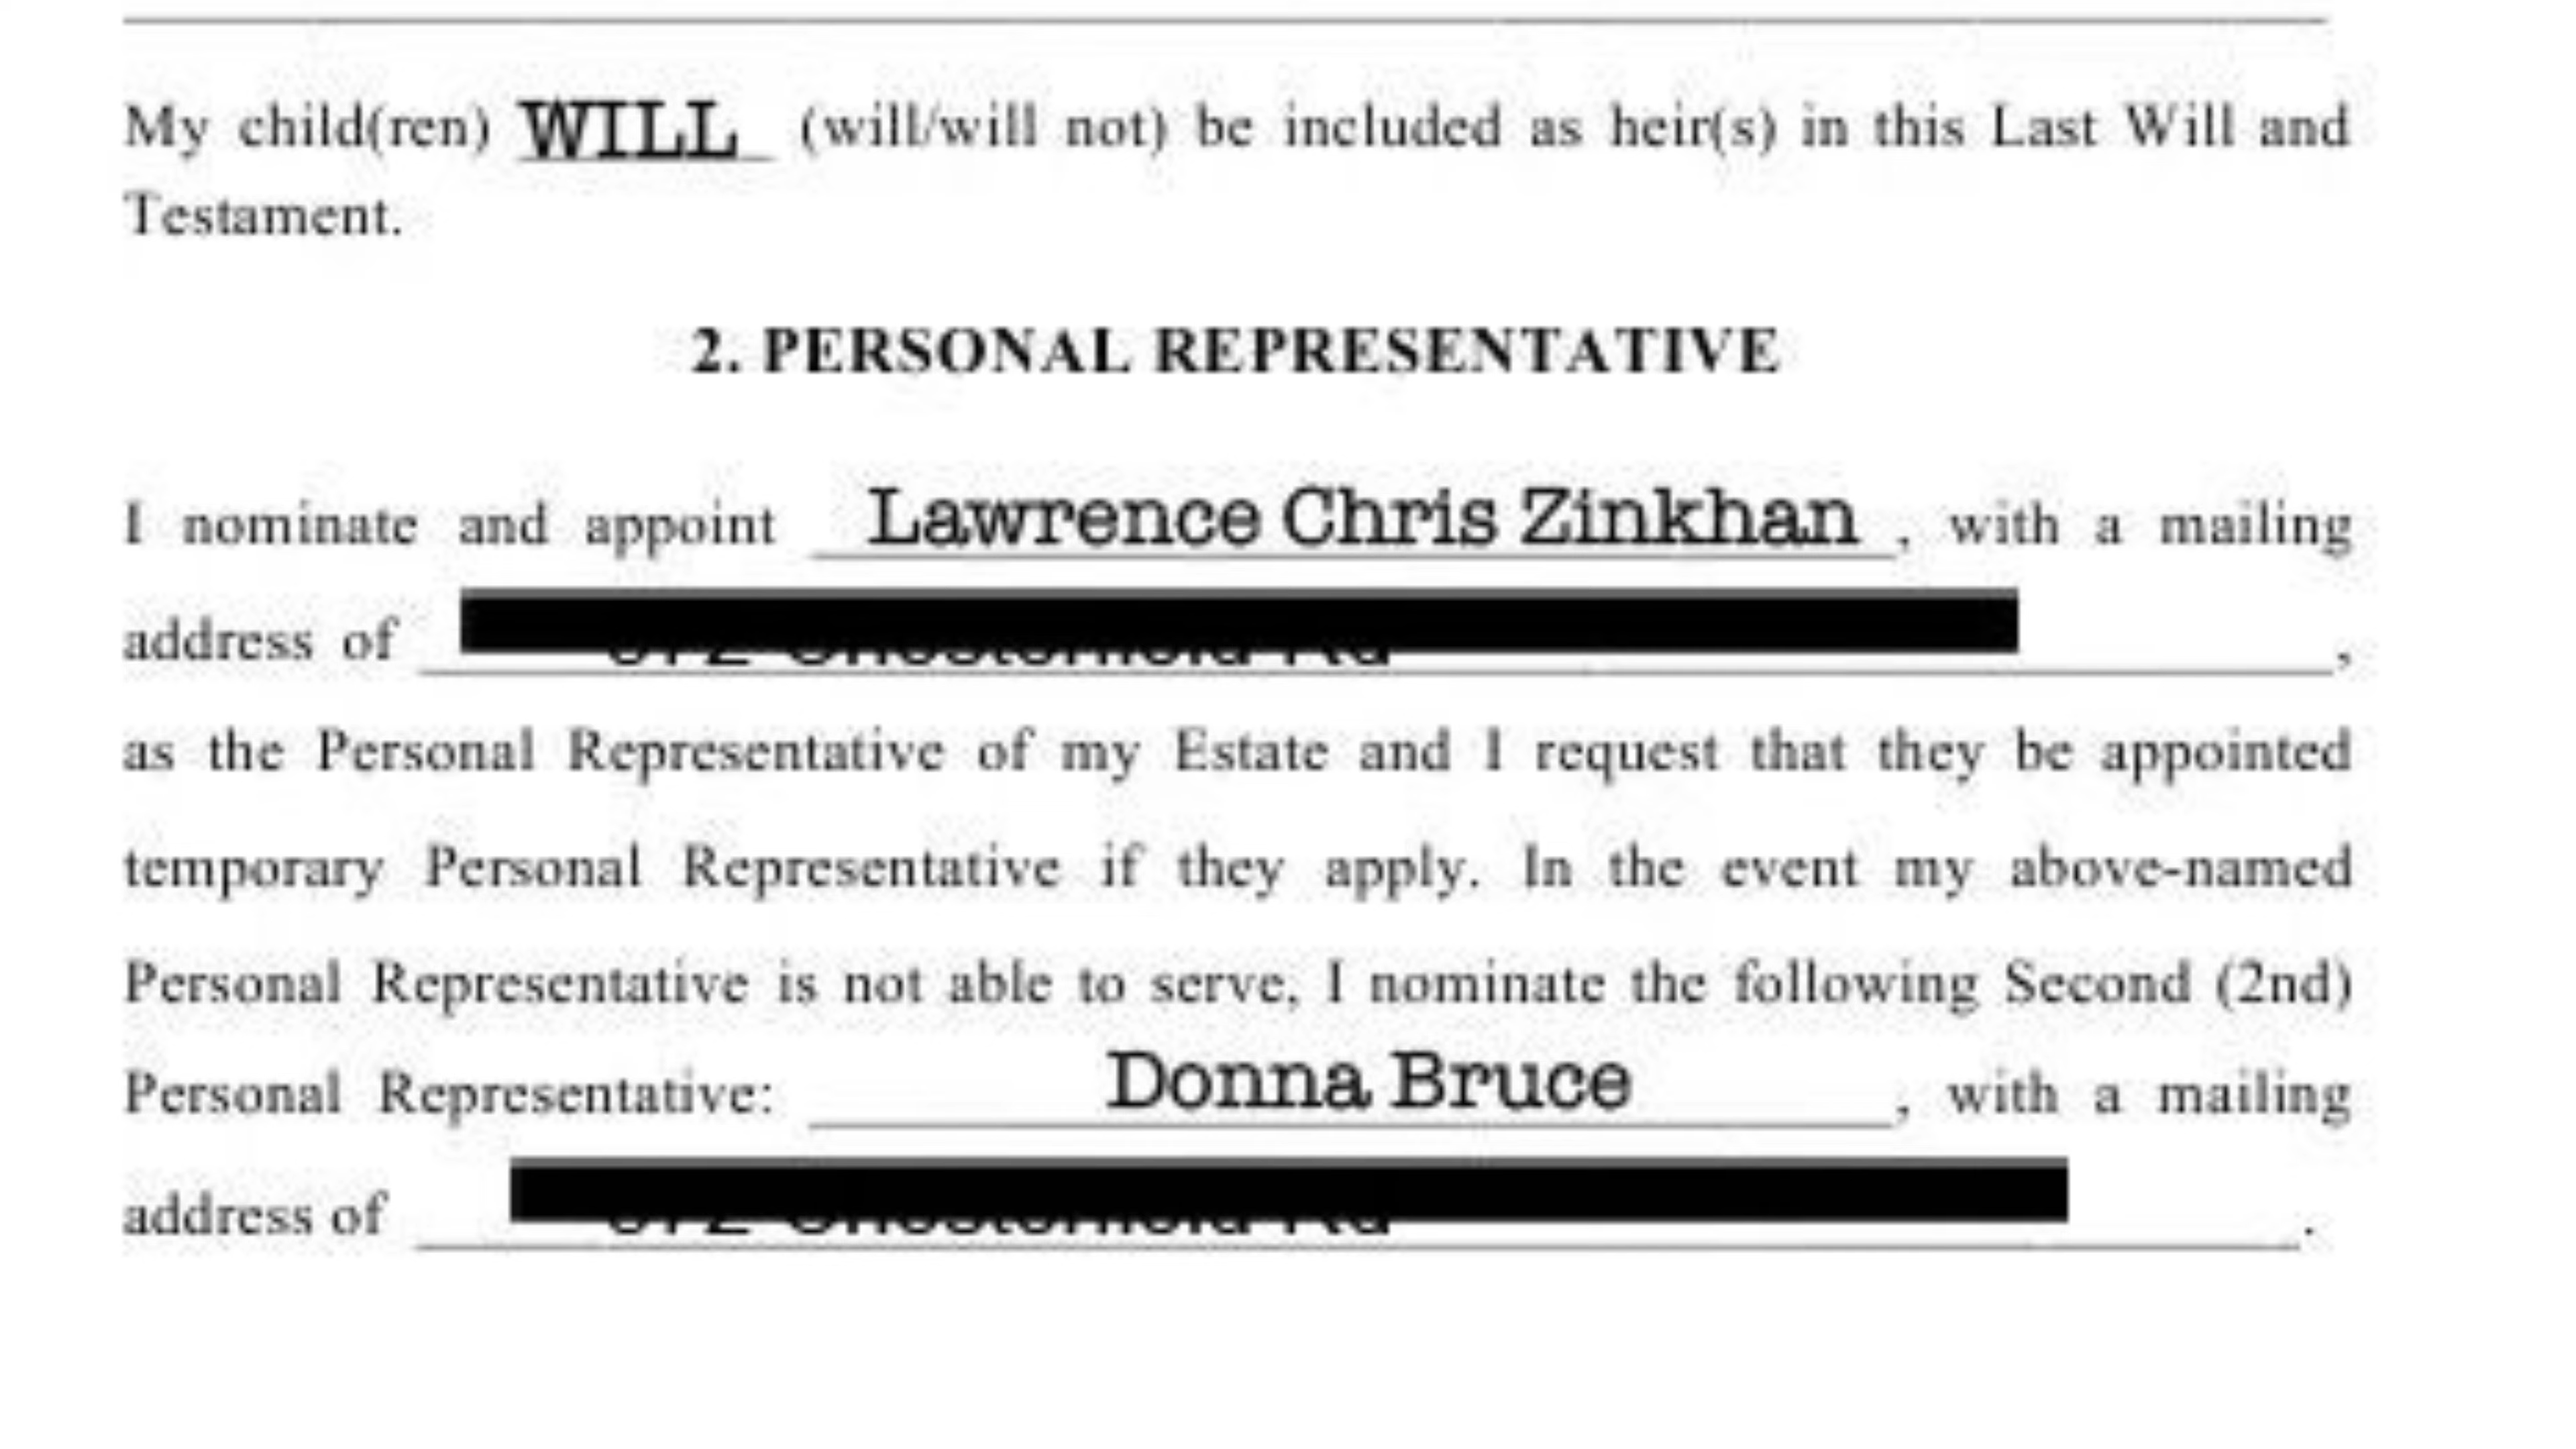 My child(ren) WILL (will/will not) be included as heir(s) in this Last Will and
Testament.
2. PERSONAL REPRESENTATIVE
I nominate and appoint Lawrence Chris Zinkhan, with a mailing
address of ,
as the Personal Representative of my Estate and I request that they be appointed
temporary Personal Representative if they apply. In the event my above-named
Personal Representative is not able to serve, I nominate the following Second (2nd)
Personal Representative: Donna Bruce, with a mailing
address of .